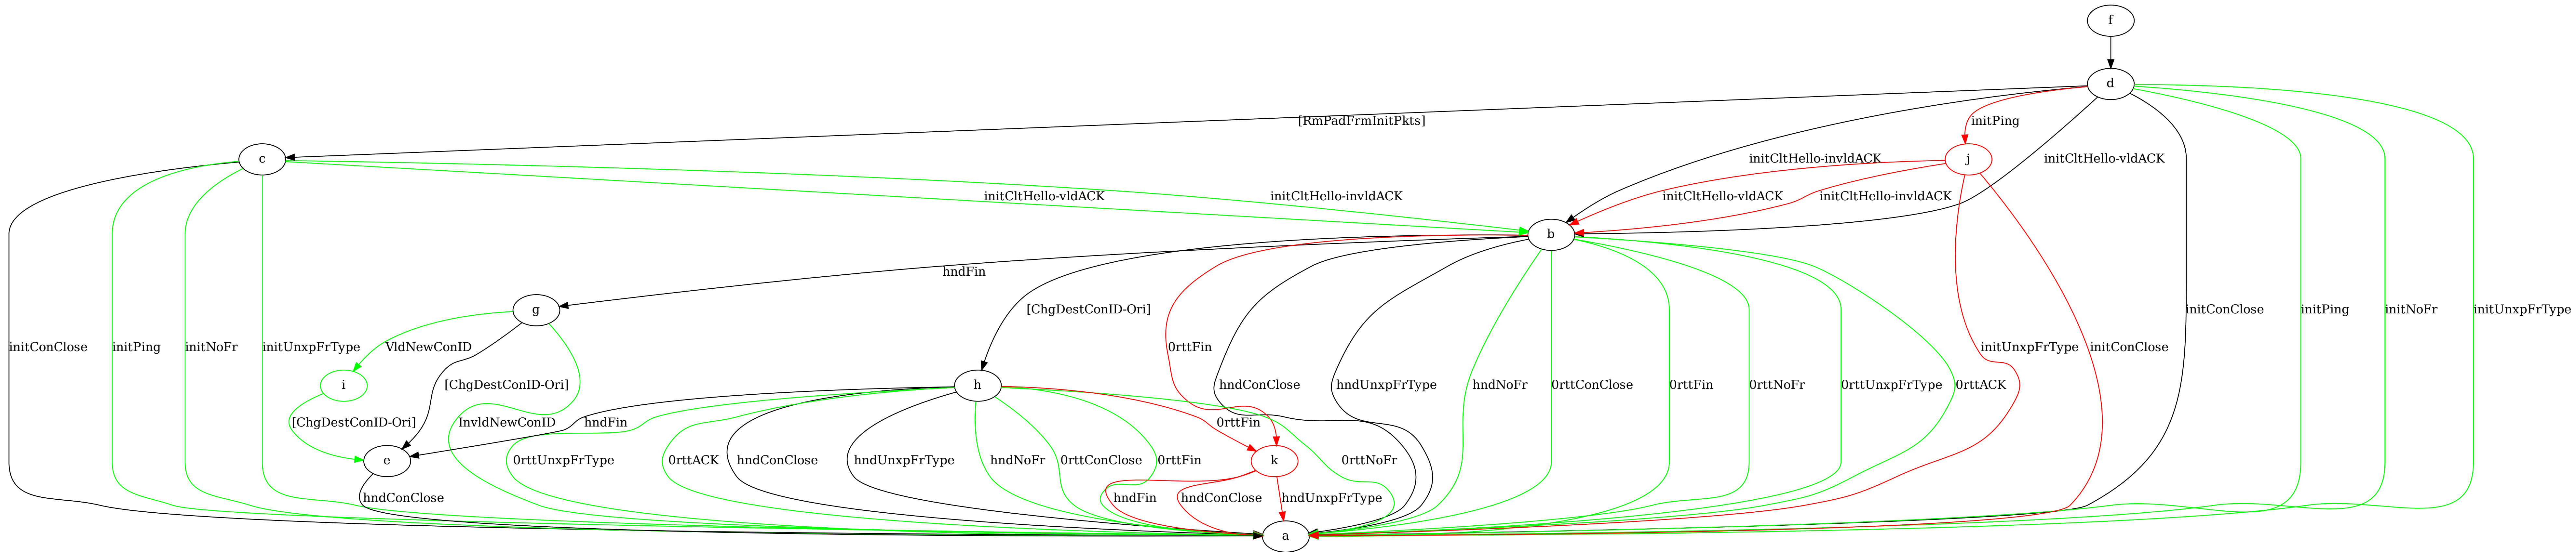 f
d
[RmPadFrmInitPkts]
initPing
c
j
initCltHello-invldACK
initCltHello-vldACK
initCltHello-vldACK
initCltHello-invldACK
initCltHello-vldACK
initCltHello-invldACK
b
hndFin
g
[ChgDestConID-Ori]
initConClose
initPing
initNoFr
initUnxpFrType
initConClose
initPing
initNoFr
initUnxpFrType
VldNewConID
0rttFin
initUnxpFrType
initConClose
i
[ChgDestConID-Ori]
h
hndConClose
hndUnxpFrType
hndNoFr
0rttConClose
0rttFin
0rttNoFr
0rttUnxpFrType
0rttACK
[ChgDestConID-Ori]
InvldNewConID
hndFin
0rttFin
e
0rttUnxpFrType
0rttACK
hndConClose
hndUnxpFrType
hndNoFr
0rttConClose
0rttFin
k
0rttNoFr
hndConClose
hndFin
hndConClose
hndUnxpFrType
a